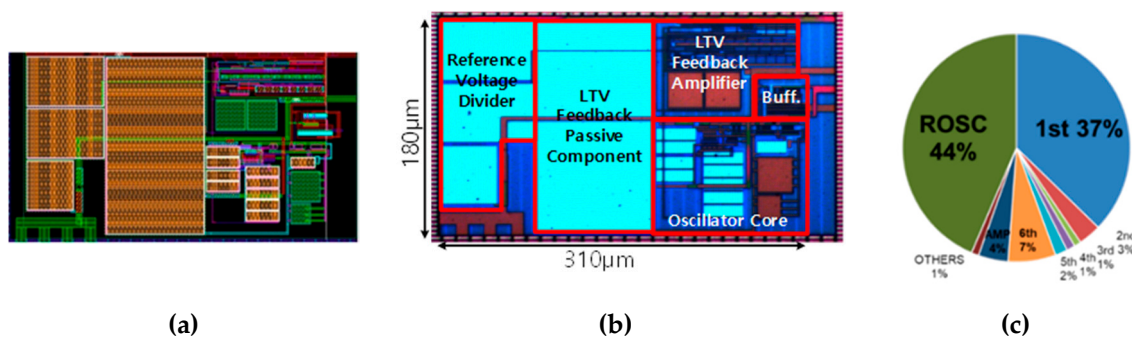 Reference
Voltage
Divider
LTV
Feedback
Passive
Component
LTV
Feedback
Amplifier
Buff.
Oscillator Core
180μm
310μm
ROSC
44%
1st 37%
2nd
3%
3rd
1%
4th
1%
5th
2%
6th
7%
AMP
4%
OTHERS
1%
(a)
(b)
(c)